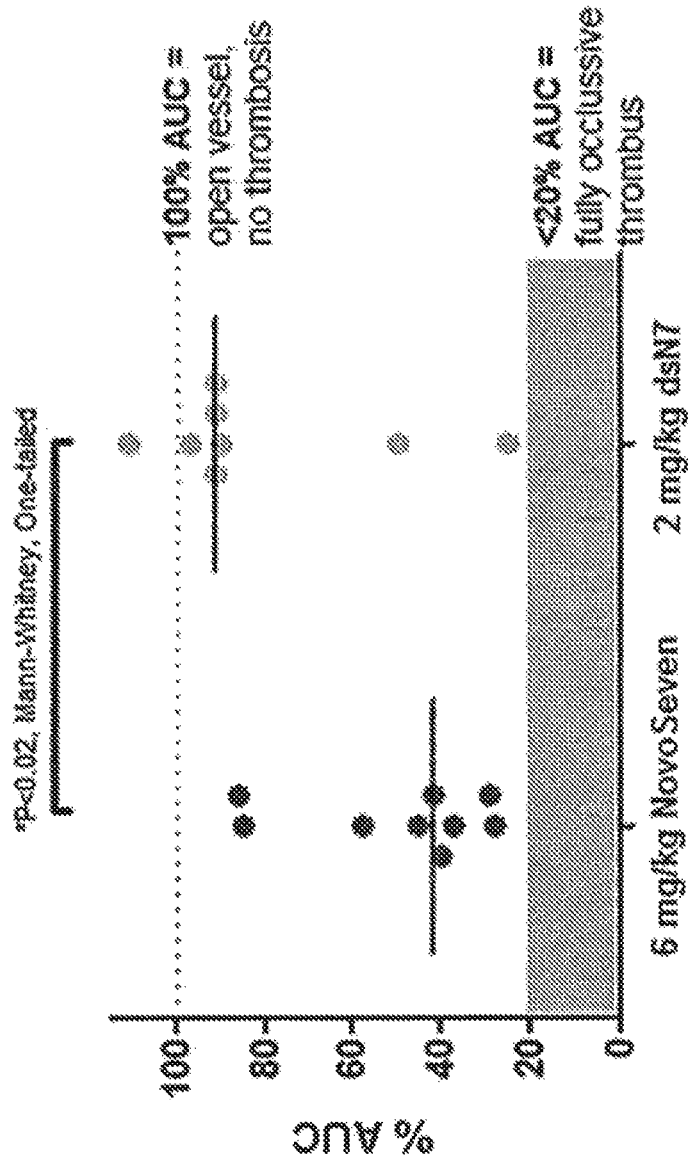 *P<0.02, Mann-Whitney, One-tailed
100% AUC =
open vessel,
no thrombosis
<20% AUC =
fully occlussive
thrombus
% AUC
100
80
60
40
20
0
6 mg/kg NovoSeven
2 mg/kg dsN7